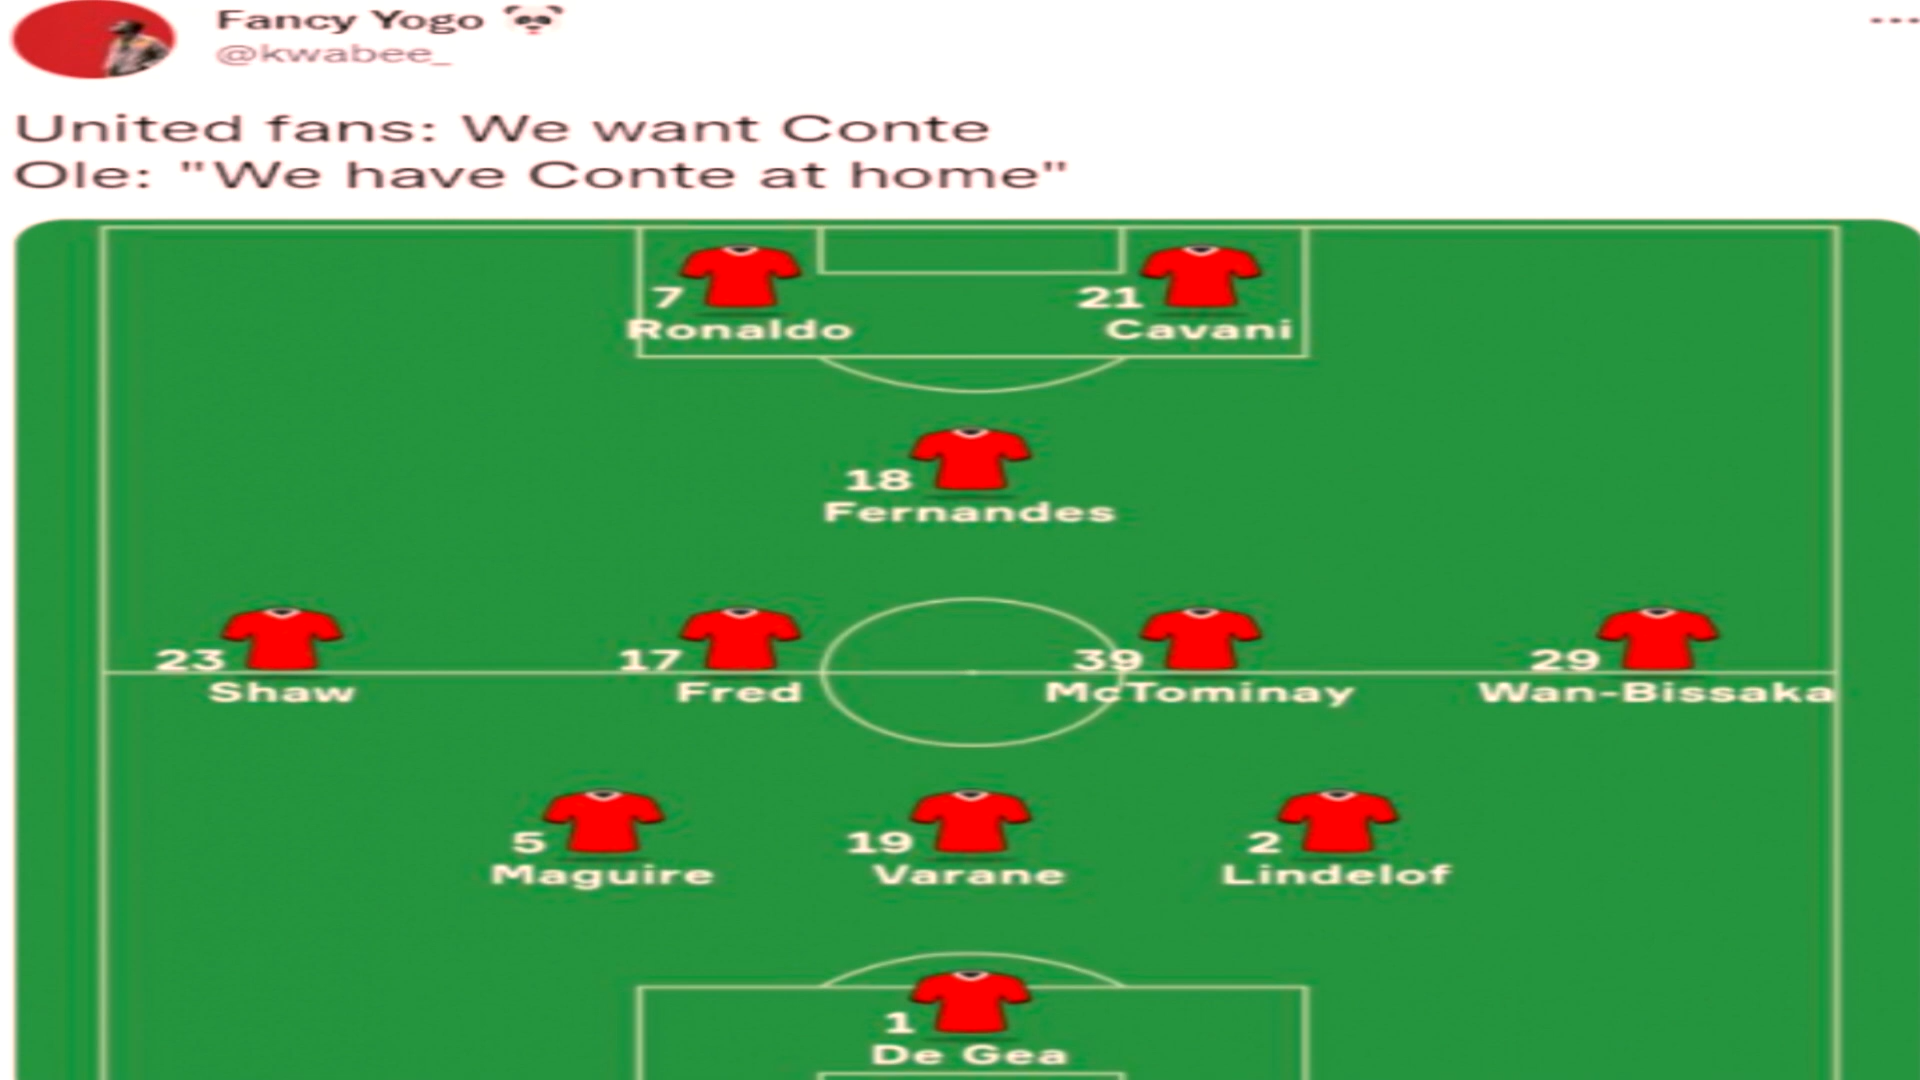 Fancy Yogo 🐼
@kwabee_
United fans: We want Conte
Ole: "We have Conte at home"
7 21
Ronaldo Cavani
18
Fernandes
23 17 39 29
Shaw Fred McTominay Wan-Bissaka
5 19 2
Maguire Varane Lindelof
1
De Gea